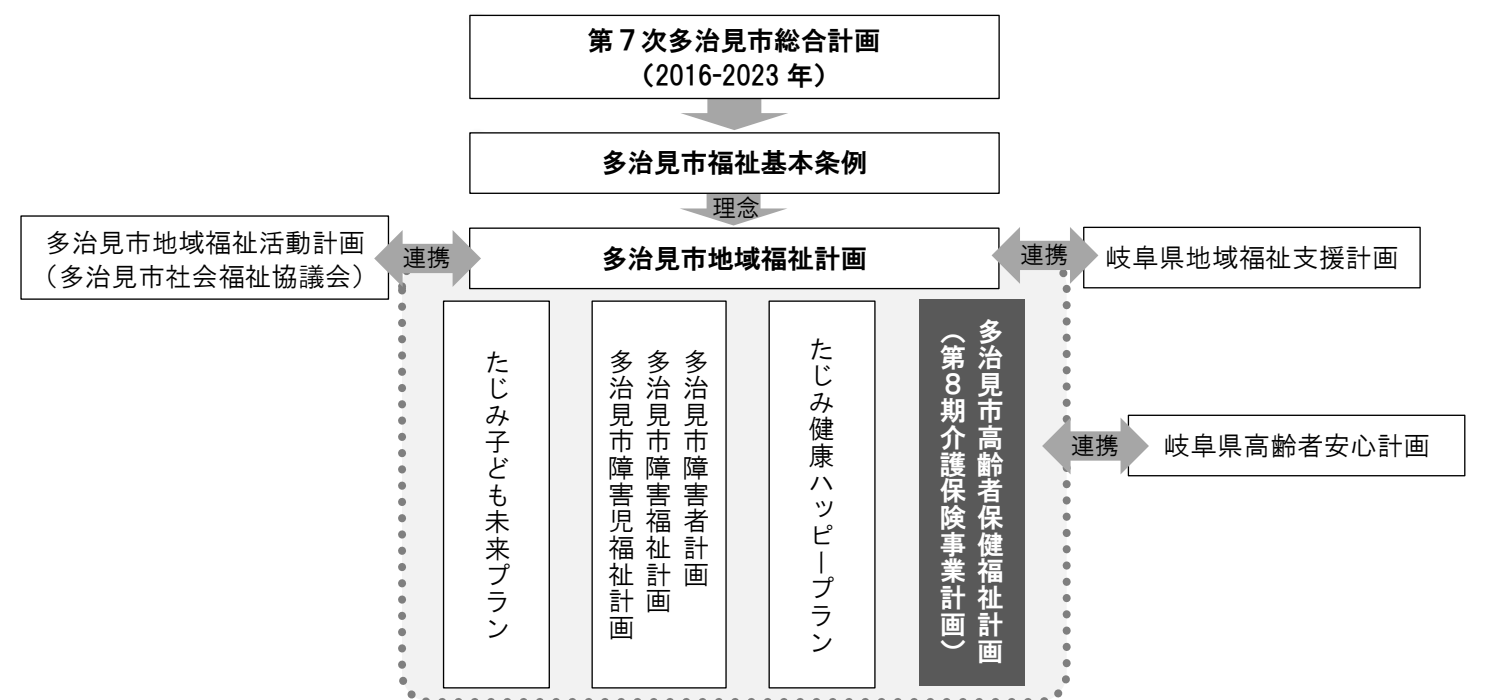 第７次多治見市総合計画
（2016-2023 年）
多治見市福祉基本条例
理念
多治見市地域福祉活動計画
（多治見市社会福祉協議会）
連携
多治見市地域福祉計画
連携
岐阜県地域福祉支援計画
たじみ子ども未来プラン
多治見市障害者計画
多治見市障害福祉計画
多治見市障害児福祉計画
たじみ健康ハッピープラン
多治見市高齢者保健福祉計画
（第８期介護保険事業計画）
連携
岐阜県高齢者安心計画